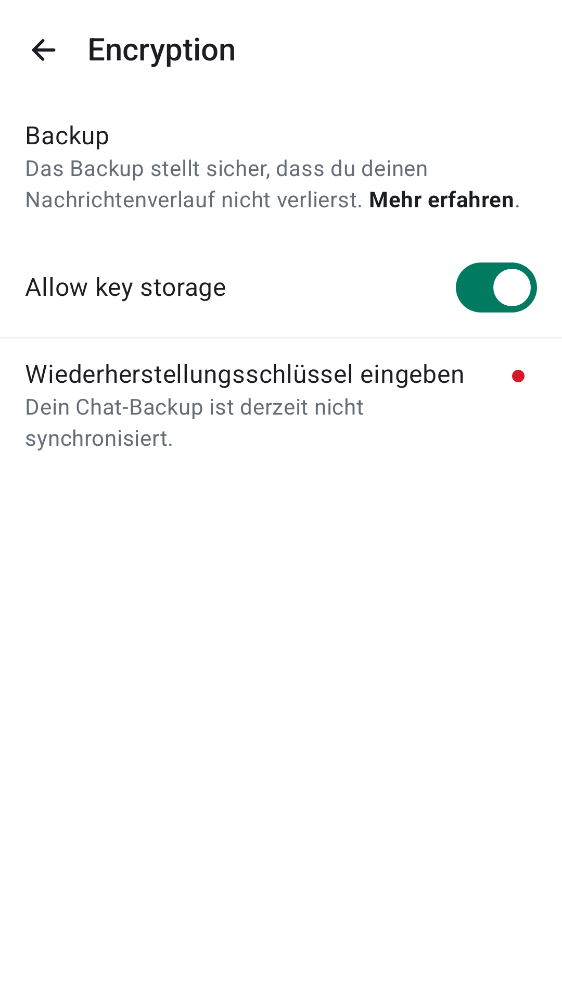 Encryption
Backup
Das Backup stellt sicher, dass du deinen
Nachrichtenverlauf nicht verlierst. Mehr erfahren.
Allow key storage
Wiederherstellungsschlüssel eingeben
Dein Chat-Backup ist derzeit nicht
synchronisiert.